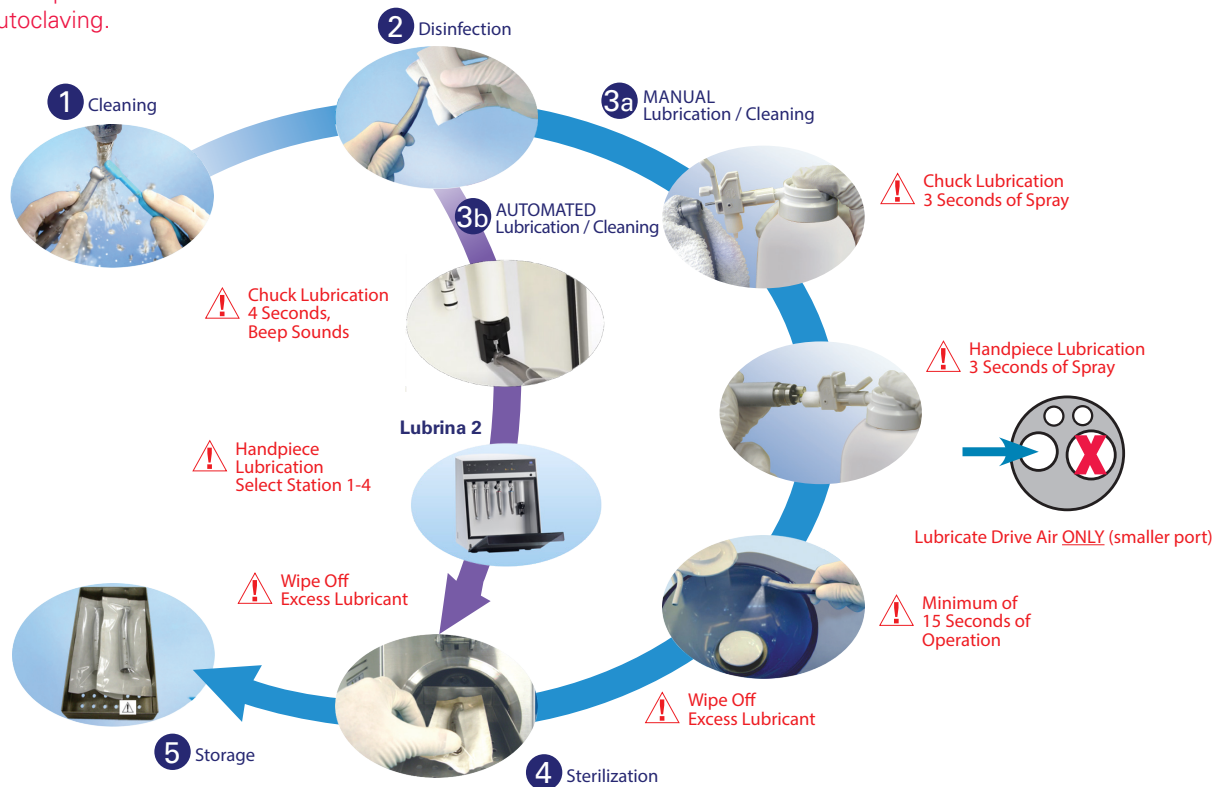 utoclaving.
2 Disinfection
1 Cleaning
3a MANUAL
Lubrication / Cleaning
Chuck Lubrication
3 Seconds of Spray
3b AUTOMATED
Lubrication / Cleaning
Chuck Lubrication
4 Seconds,
Beep Sounds
Handpiece Lubrication
3 Seconds of Spray
X
Lubricate Drive Air ONLY (smaller port)
Lubrina 2
Handpiece
Lubrication
Select Station 1-4
Wipe Off
Excess Lubricant
Minimum of
15 Seconds of
Operation
Wipe Off
Excess Lubricant
5 Storage
4 Sterilization